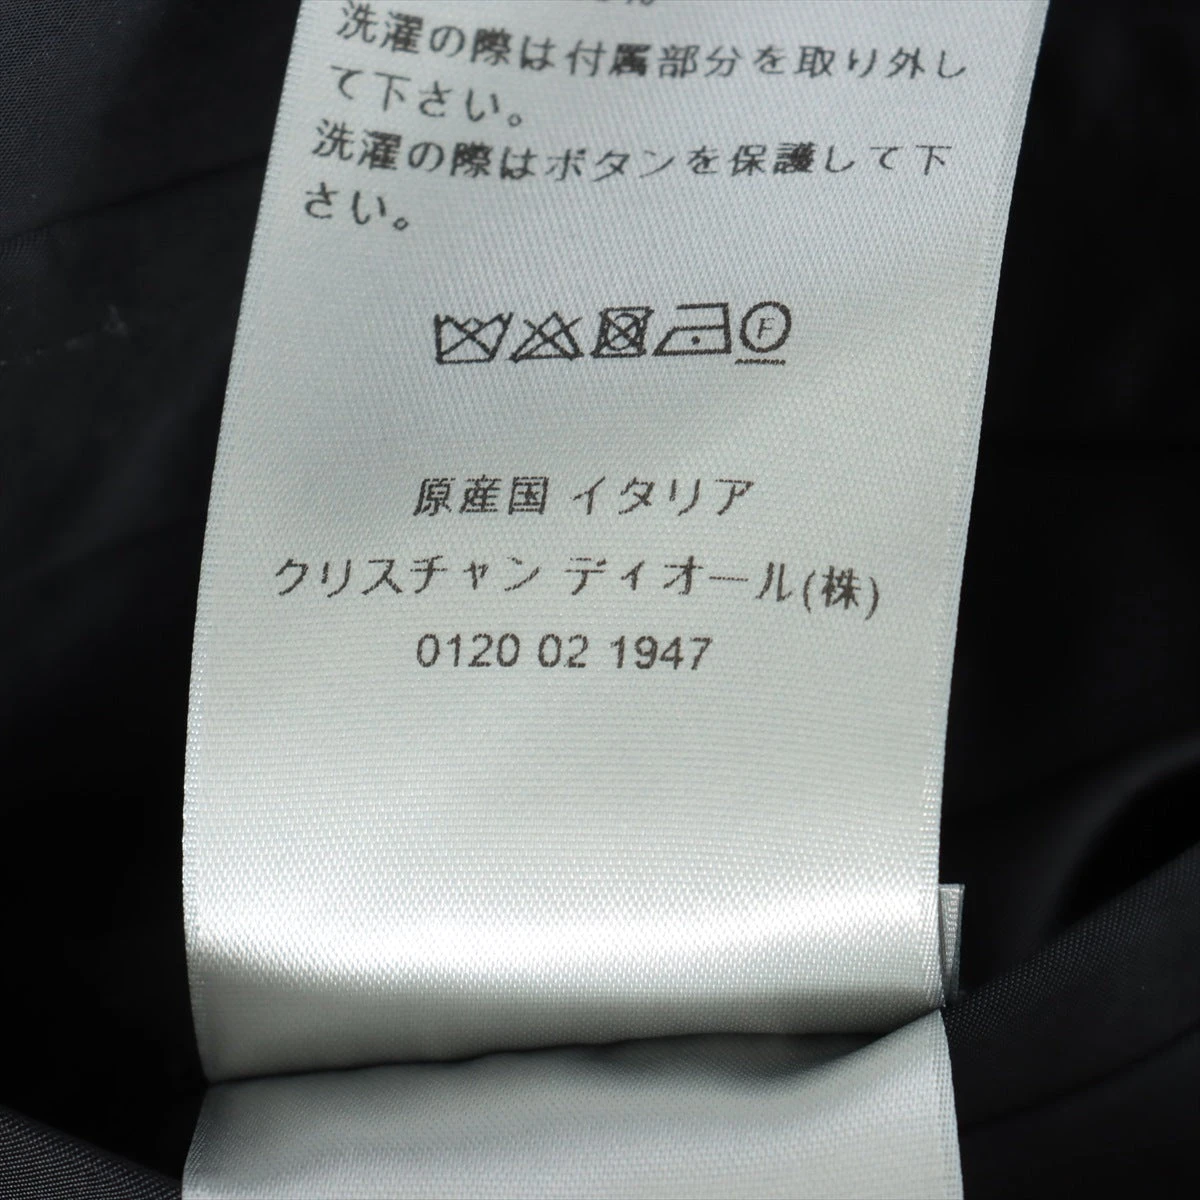 洗濯の際は付属部分を取り外し
て下さい。
洗濯の際はボタンを保護して下
さい。
F
原産国 イタリア
クリスチャン ディオール(株)
0120 02 1947